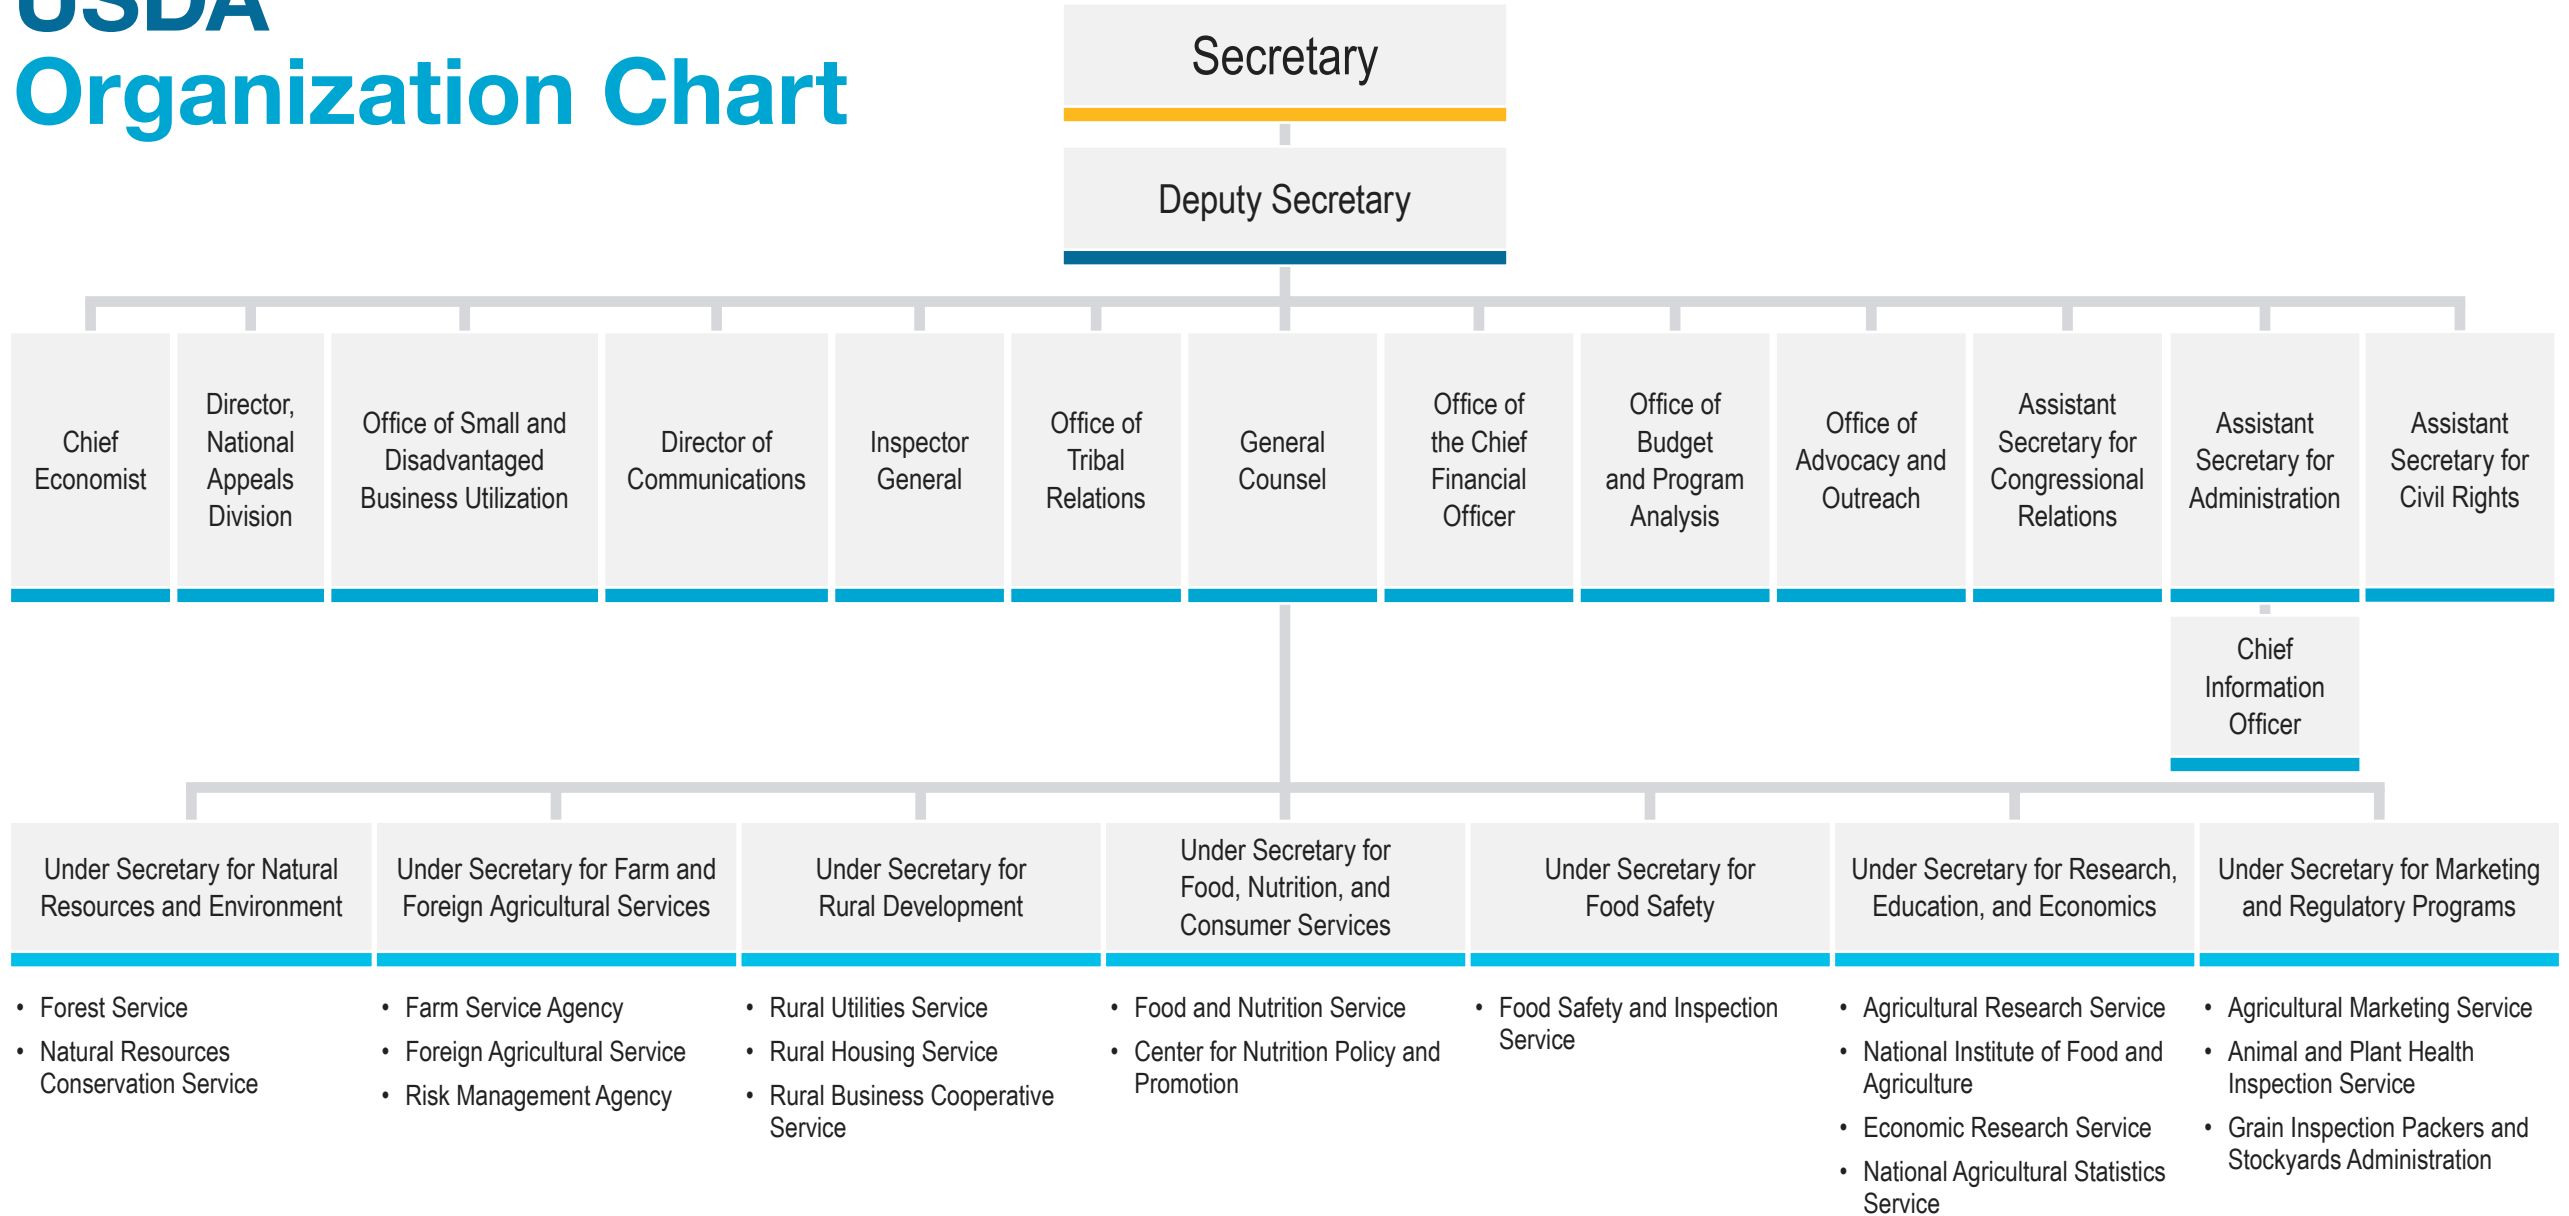 USDA
Organization Chart
Secretary
Deputy Secretary
Chief
Economist
Director,
National
Appeals
Division
Office of Small and
Disadvantaged
Business Utilization
Director of
Communications
Inspector
General
Office of
Tribal
Relations
General
Counsel
Office of
the Chief
Financial
Officer
Office of
Budget
and Program
Analysis
Office of
Advocacy and
Outreach
Assistant
Secretary for
Congressional
Relations
Assistant
Secretary for
Administration
Assistant
Secretary for
Civil Rights
Chief
Information
Officer
Under Secretary for Natural
Resources and Environment
• Forest Service
• Natural Resources
Conservation Service
Under Secretary for Farm and
Foreign Agricultural Services
• Farm Service Agency
• Foreign Agricultural Service
• Risk Management Agency
Under Secretary for
Rural Development
• Rural Utilities Service
• Rural Housing Service
• Rural Business Cooperative
Service
Under Secretary for
Food, Nutrition, and
Consumer Services
• Food and Nutrition Service
• Center for Nutrition Policy and
Promotion
Under Secretary for
Food Safety
• Food Safety and Inspection
Service
Under Secretary for Research,
Education, and Economics
• Agricultural Research Service
• National Institute of Food and
Agriculture
• Economic Research Service
• National Agricultural Statistics
Service
Under Secretary for Marketing
and Regulatory Programs
• Agricultural Marketing Service
• Animal and Plant Health
Inspection Service
• Grain Inspection Packers and
Stockyards Administration